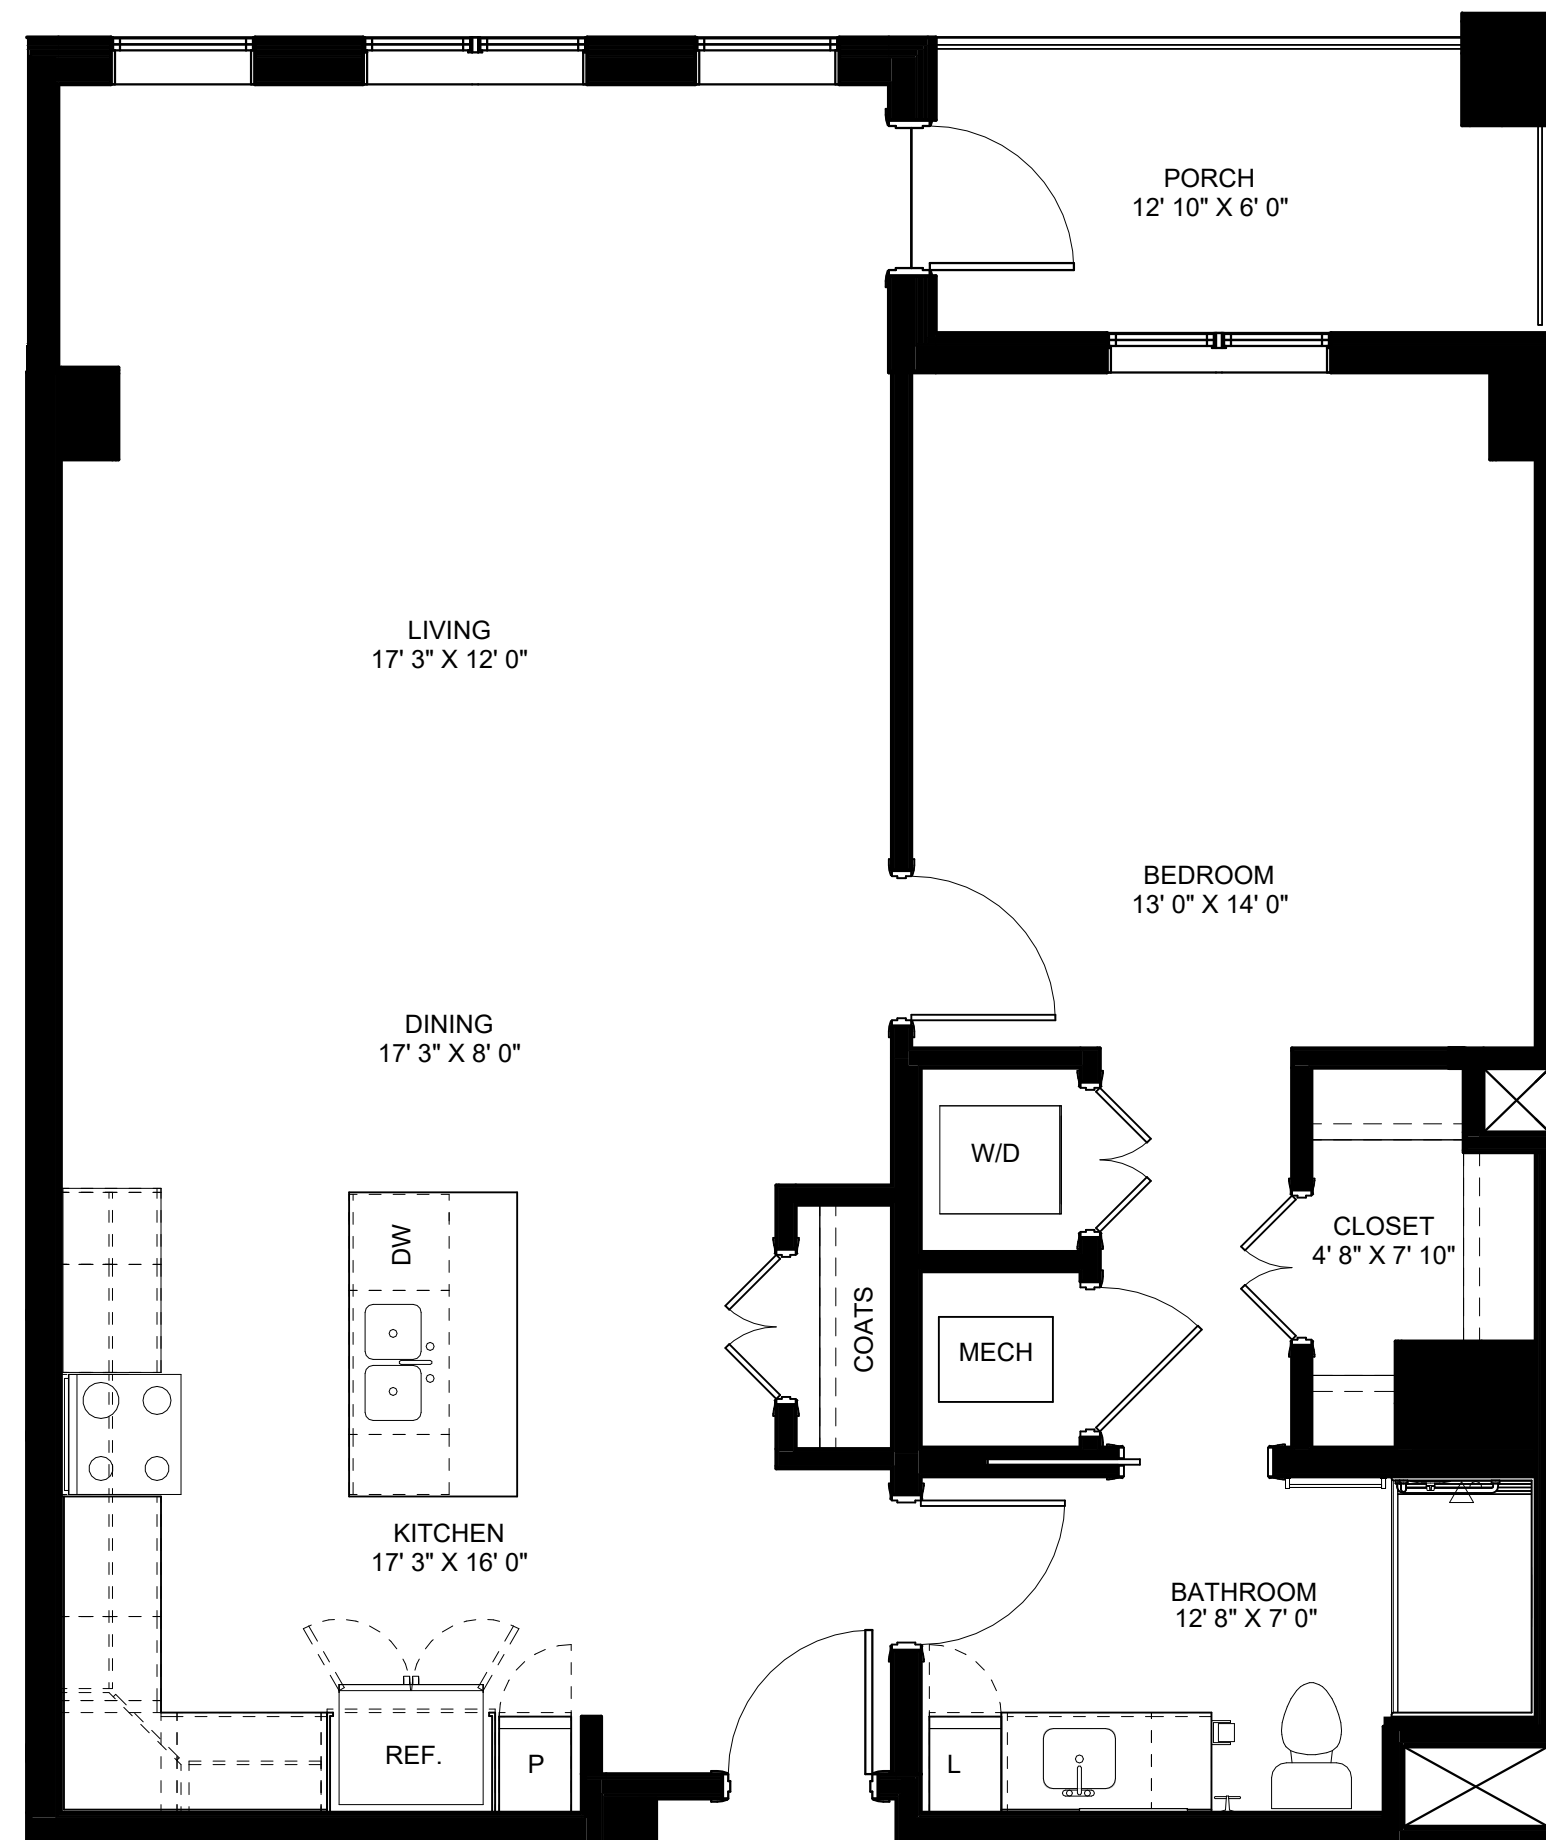 PORCH
12' 10" X 6' 0"
LIVING
17' 3" X 12' 0"
BEDROOM
13' 0" X 14' 0"
DINING
17' 3" X 8' 0"
W/D
DW
CLOSET
4' 8" X 7' 10"
COATS
MECH
KITCHEN
17' 3" X 16' 0"
BATHROOM
12' 8" X 7' 0"
REF.
P
L